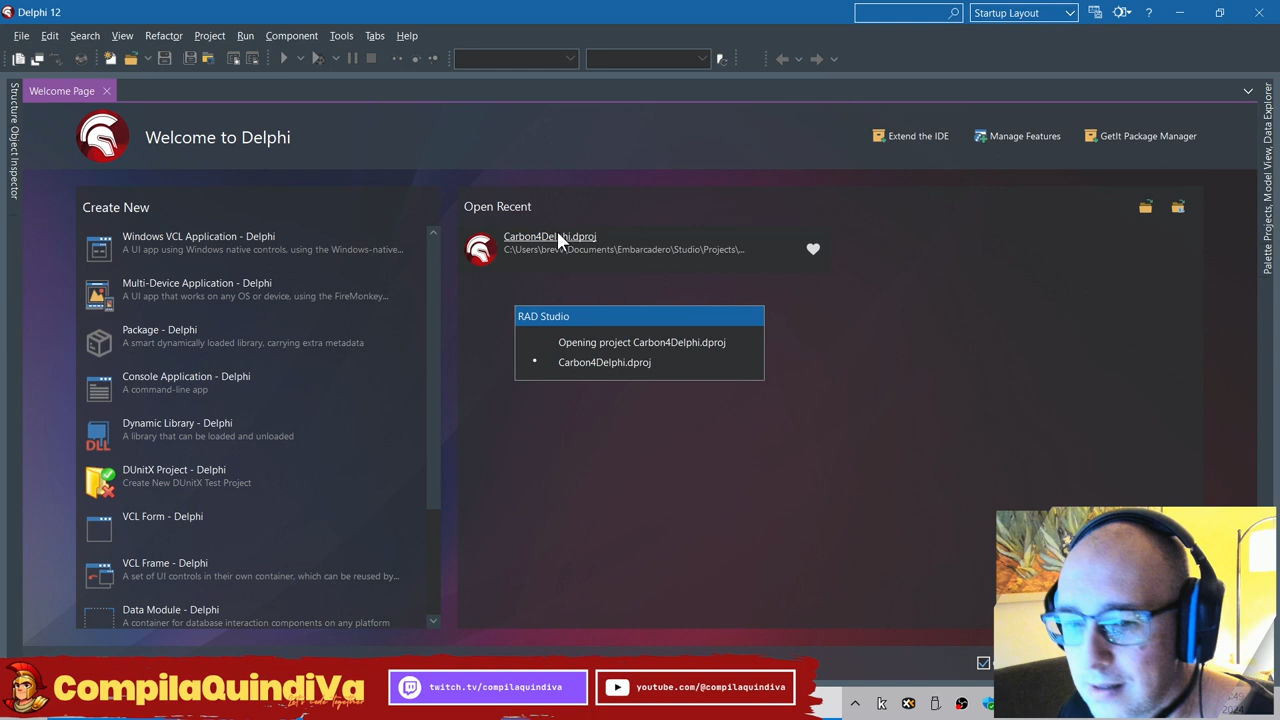 Delphi 12
Startup Layout
?
File Edit Search View Refactor Project Run Component Tools Tabs Help
Welcome Page
Structure Object Inspector
Palette Projects, Model View, Data Explorer
Welcome to Delphi
Extend the IDE
Manage Features
GetIt Package Manager
Create New
Windows VCL Application - Delphi
A UI app using Windows native controls, using the Windows-native...
Multi-Device Application - Delphi
A UI app that works on any OS or device, using the FireMonkey...
Package - Delphi
A smart dynamically loaded library, carrying extra metadata
Console Application - Delphi
A command-line app
Dynamic Library - Delphi
A library that can be loaded and unloaded
DLL
DUnitX Project - Delphi
Create New DUnitX Test Project
VCL Form - Delphi
VCL Frame - Delphi
A set of UI controls in their own container, which can be reused by...
Data Module - Delphi
A container for database interaction components on any platform
Open Recent
Carbon4Delphi.dproj
\Documents\Embarcadero\Studio\Projects\...
RAD Studio
Opening project Carbon4Delphi.dproj
Carbon4Delphi.dproj
CompilaQuindiVa
Let's code Together
twitch.tv/compilaquindiva
youtube.com/@compilaquindiva
2024